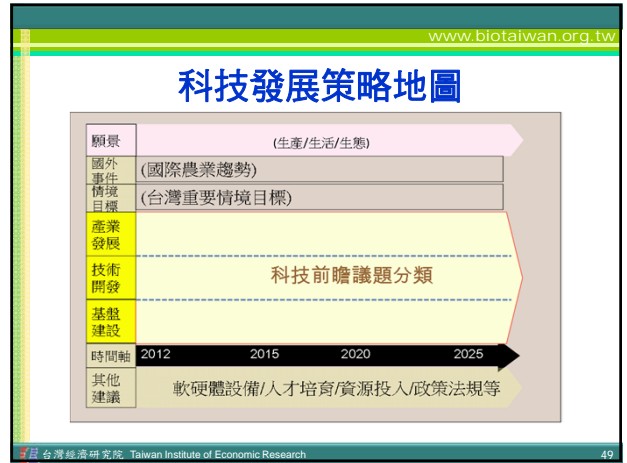 www.biotaiwan.org.tw
科技發展策略地圖
願景
(生產/生活/生態)
國外
事件
(國際農業趨勢)
情境
目標
(台灣重要情境目標)
產業
發展
技術
開發
科技前瞻議題分類
基盤
建設
時間軸 2012 2015 2020 2025
其他
建議
軟硬體設備/人才培育/資源投入/政策法規等
台灣經濟研究院 Taiwan Institute of Economic Research 49